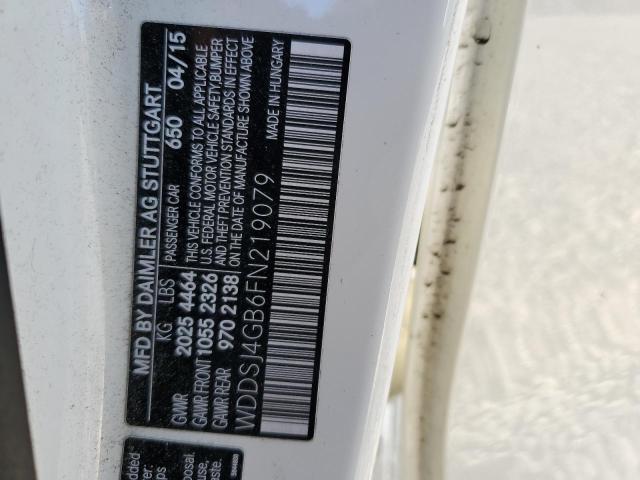 MFD BY DAIMLER AG STUTTGART
KG LBS PASSENGER CAR 650 04/15
GVWR 2025 4464 THIS VEHICLE CONFORMS TO ALL APPLICABLE
GAWR FRONT 1055 2326 U.S. FEDERAL MOTOR VEHICLE SAFETY, BUMPER
GAWR REAR 970 2138 AND THEFT PREVENTION STANDARDS IN EFFECT
ON THE DATE OF MANUFACTURE SHOWN ABOVE
WDDSJ4GB6FN219079 MADE IN HUNGARY